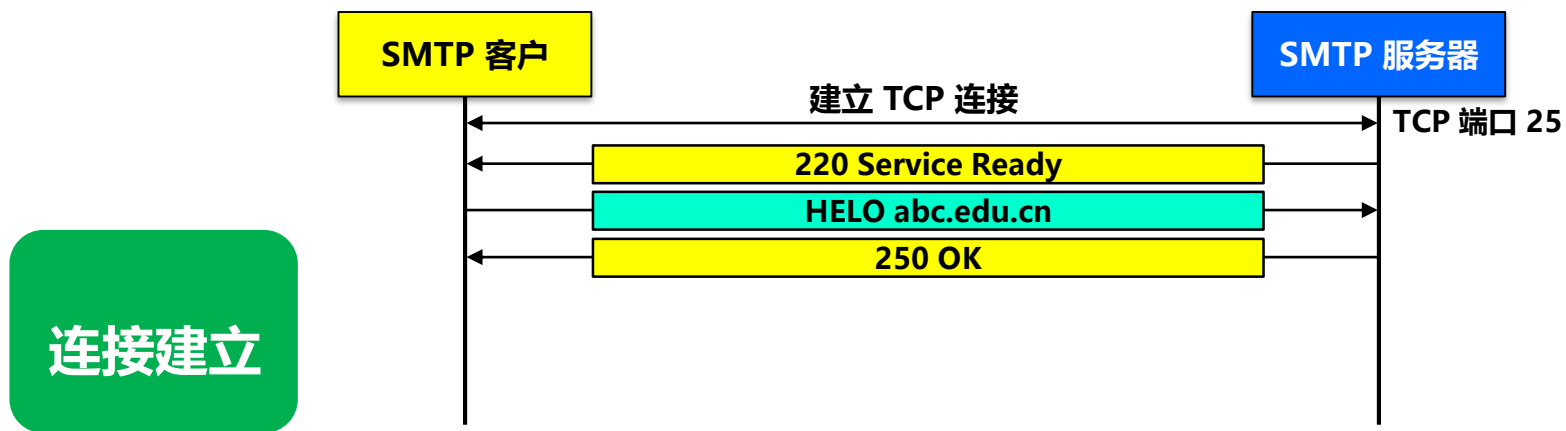 SMTP 客户
SMTP 服务器
建立 TCP 连接
TCP 端口 25
220 Service Ready
HELO abc.edu.cn
250 OK
连接建立